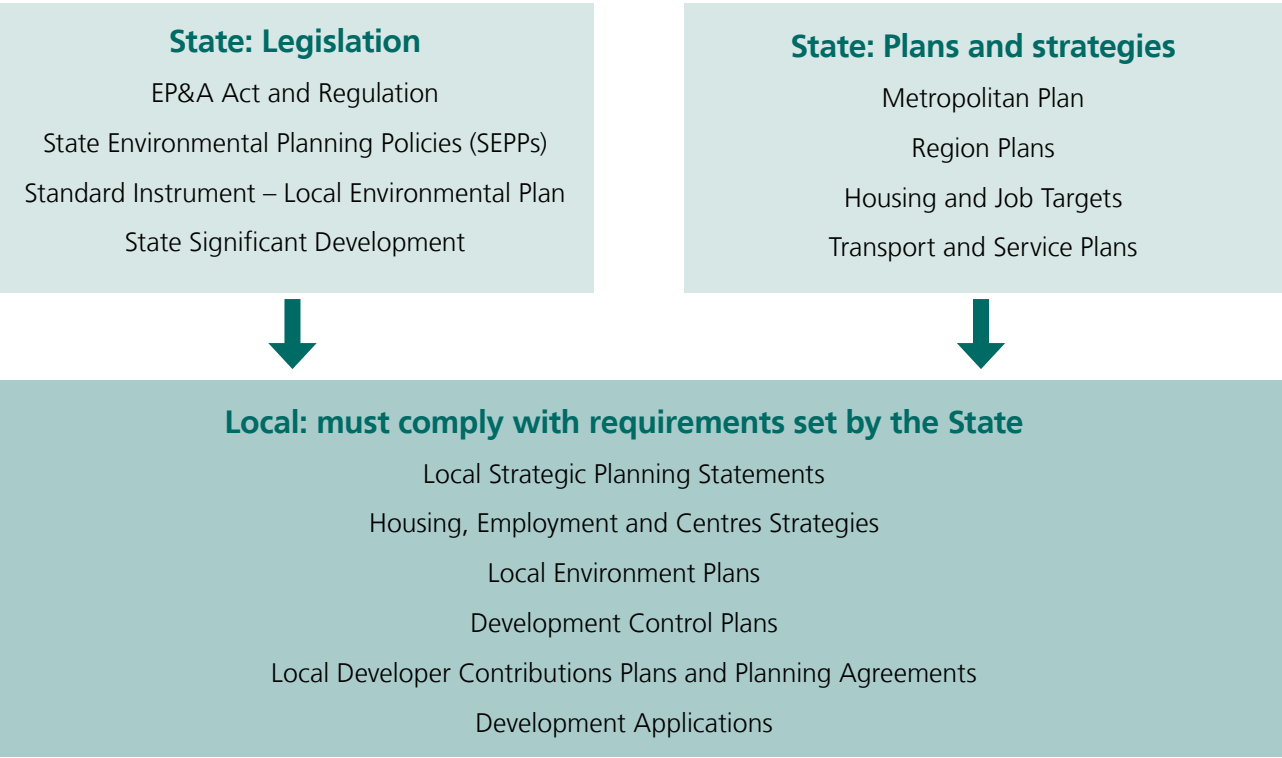 State: Legislation
EP&A Act and Regulation
State Environmental Planning Policies (SEPPs)
Standard Instrument – Local Environmental Plan
State Significant Development
State: Plans and strategies
Metropolitan Plan
Region Plans
Housing and Job Targets
Transport and Service Plans
Local: must comply with requirements set by the State
Local Strategic Planning Statements
Housing, Employment and Centres Strategies
Local Environment Plans
Development Control Plans
Local Developer Contributions Plans and Planning Agreements
Development Applications